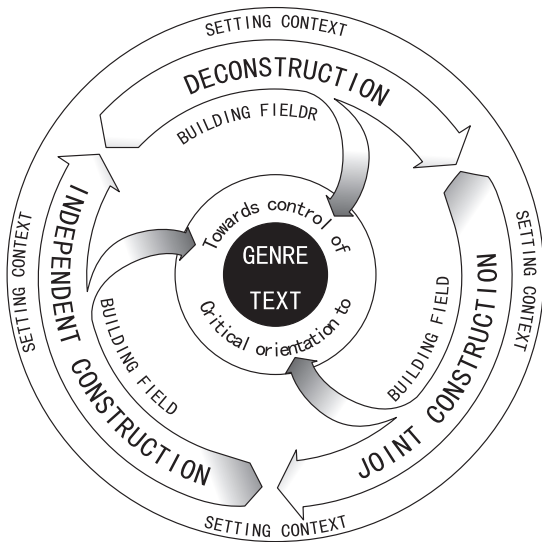 SETTING CONTEXT
DECONSTRUCTION
BUILDING FIELDR
Towards control of
GENRE
TEXT
Critical orientation to
INDEPENDENT CONSTRUCTION
BUILDING FIELD
SETTING CONTEXT
JOINT CONSTRUCTION
BUILDING FIELD
SETTING CONTEXT
SETTING CONTEXT